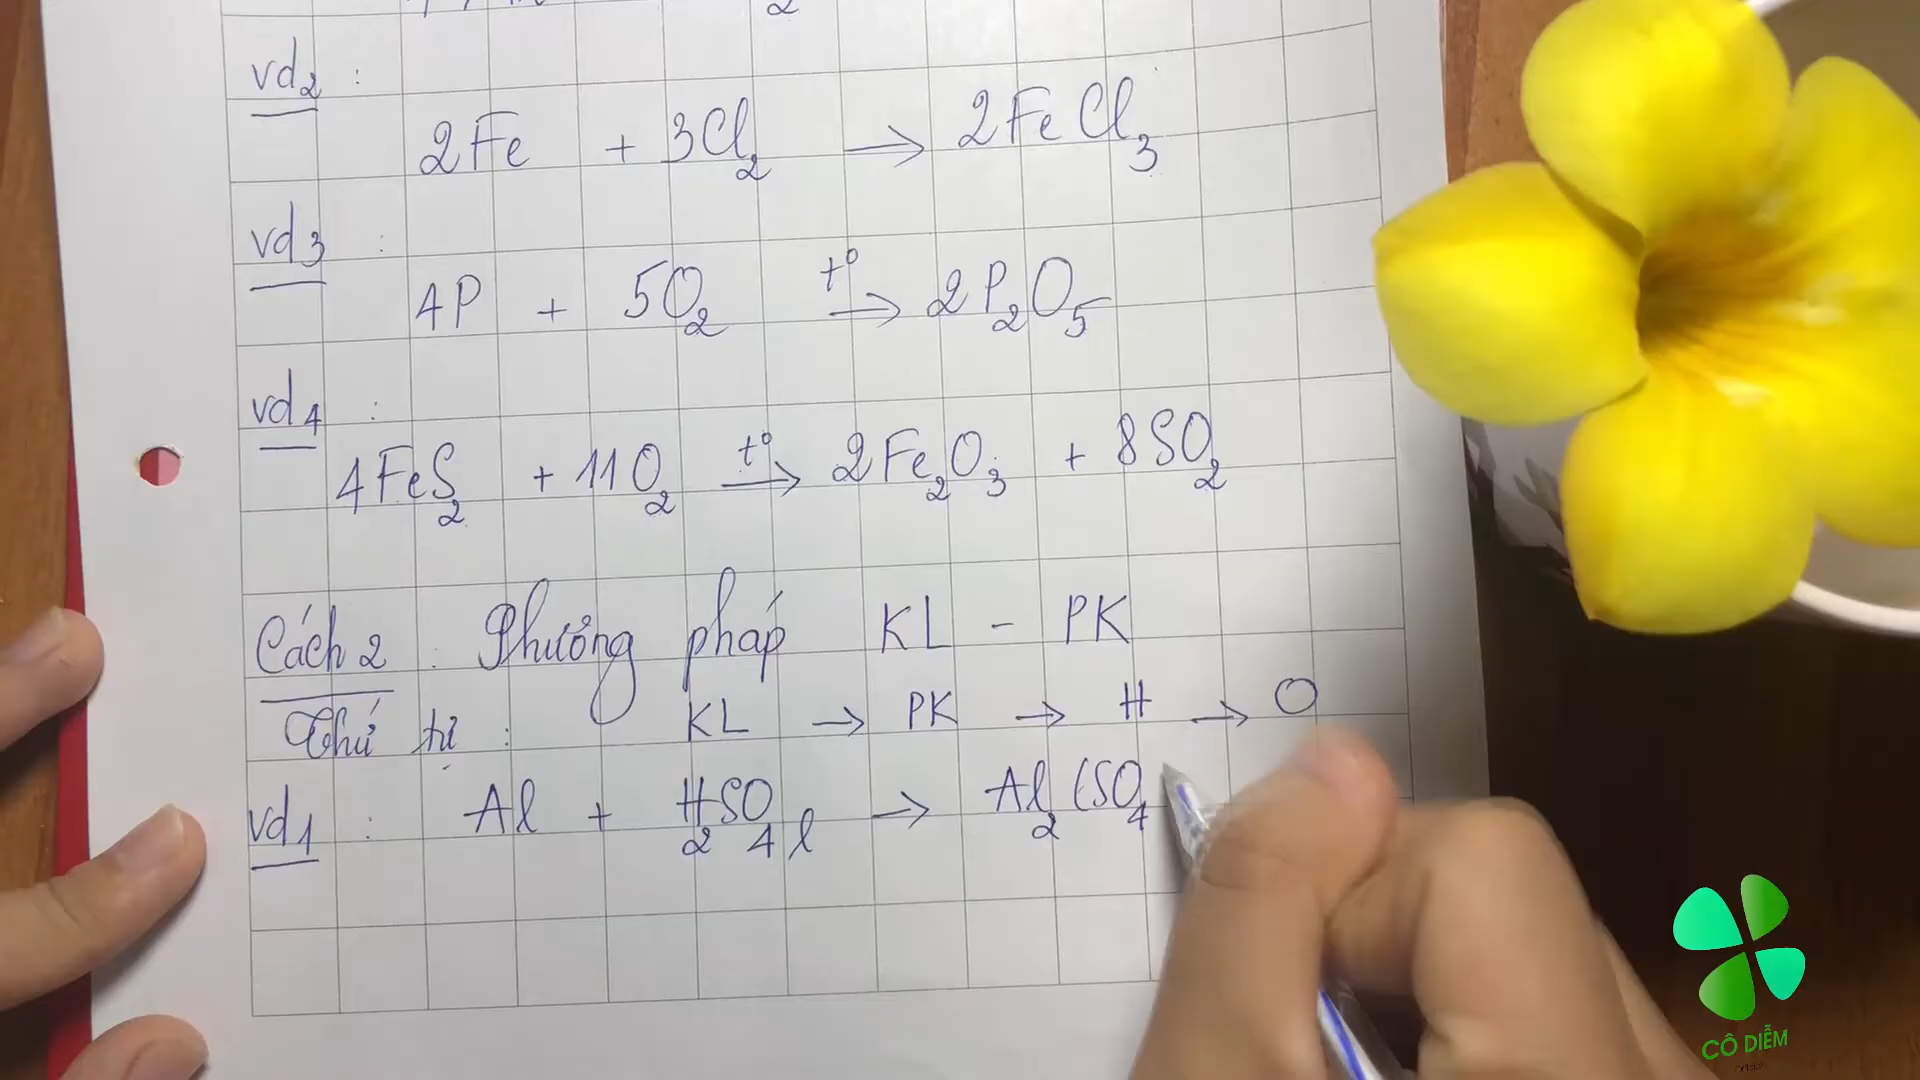 vd2 :
2Fe + 3Cl2 → 2FeCl3
vd3 :
4P + 5O2 t° → 2P2O5
vd4 :
4FeS2 + 11O2 t° → 2Fe2O3 + 8SO2
Cách 2 : Phương pháp KL - PK
Thứ tự : KL → PK → H → O
vd1 : Al + H2SO4 l → Al2(SO4
CÔ DIỄM